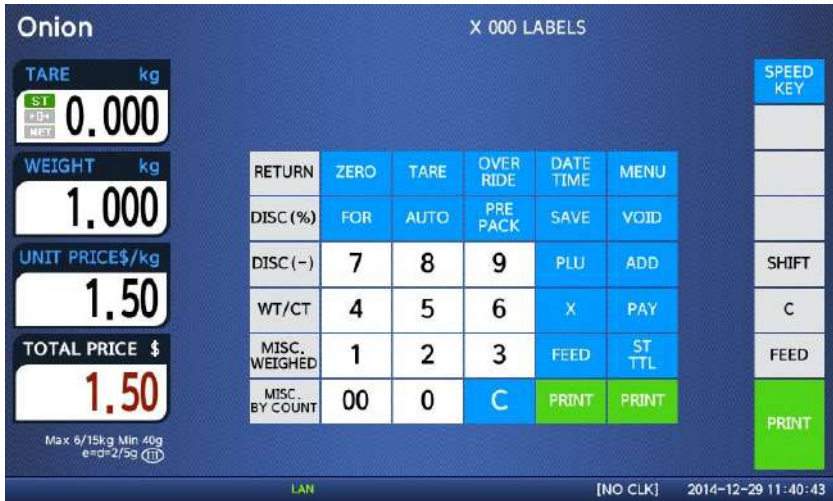 Onion
X 000 LABELS
TARE kg
ST
→0←
NET
0.000
WEIGHT kg
1.000
UNIT PRICE$/kg
1.50
TOTAL PRICE $
1.50
Max 6/15kg Min 40g
e=d=2/5g III
RETURN ZERO TARE OVER RIDE DATE TIME MENU
DISC(%) FOR AUTO PRE PACK SAVE VOID
DISC(-) 7 8 9 PLU ADD
WT/CT 4 5 6 X PAY
MISC. WEIGHED 1 2 3 FEED ST TTL
MISC. BY COUNT 00 0 C PRINT PRINT
SPEED
KEY
SHIFT
C
FEED
PRINT
LAN [NO CLK] 2014-12-29 11:40:43